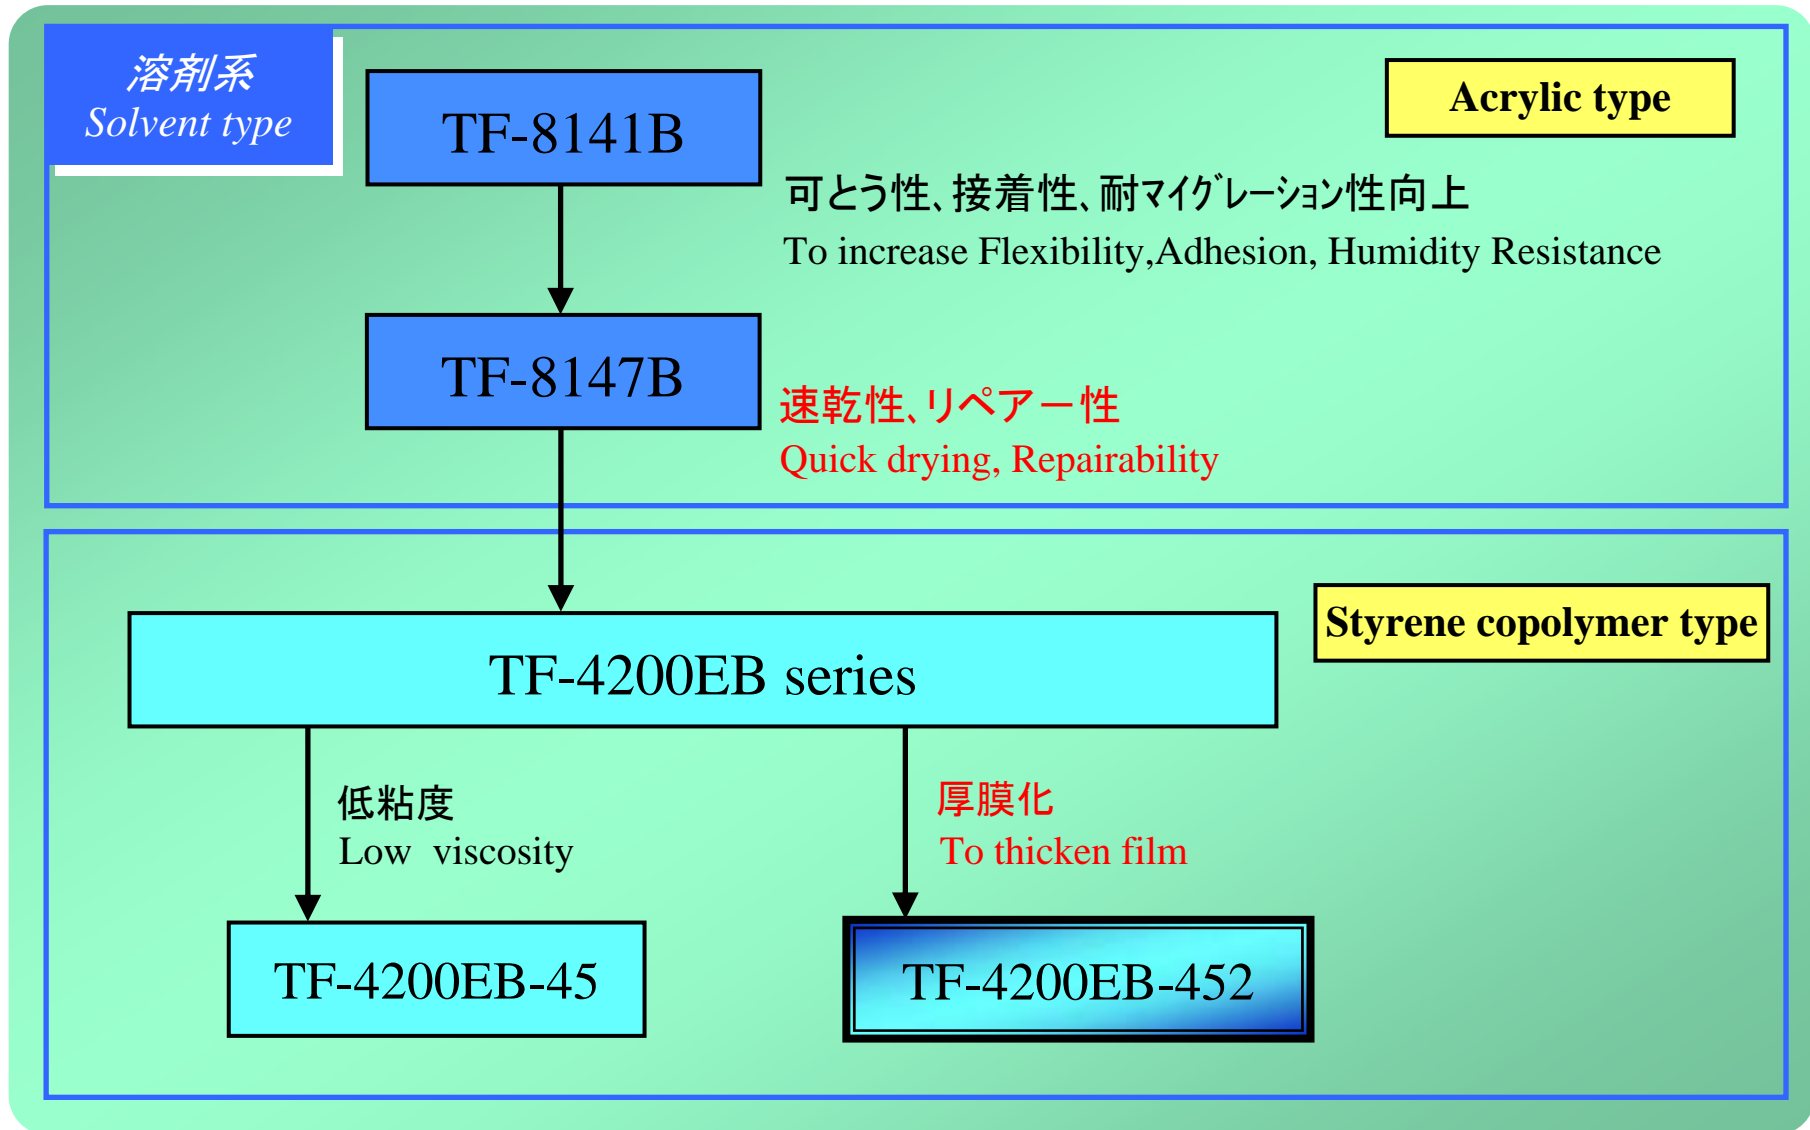 溶剤系
Solvent type
TF-8141B
Acrylic type
可とう性、接着性、耐マイグレーション性向上
To increase Flexibility,Adhesion, Humidity Resistance
TF-8147B
速乾性、リペアー性
Quick drying, Repairability
Styrene copolymer type
TF-4200EB series
低粘度
Low viscosity
厚膜化
To thicken film
TF-4200EB-45
TF-4200EB-452